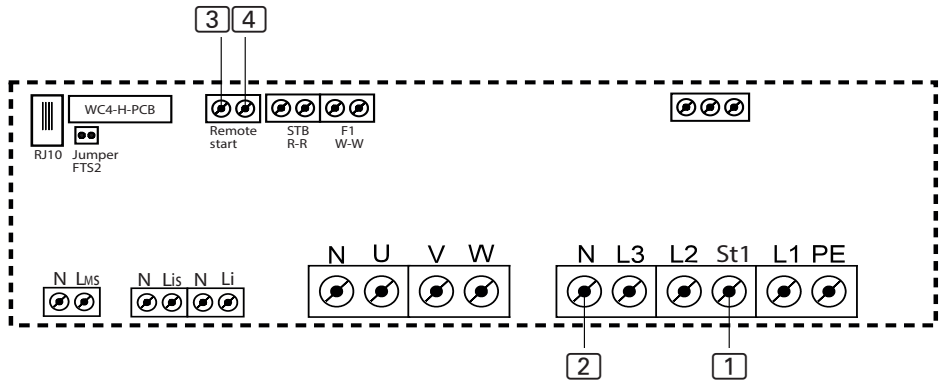 3 4
WC4-H-PCB
RJ10
Jumper
FTS2
Remote
start
STB
R-R
F1
W-W
N LMS
N Lis N Li
N U V W
N L3 L2 St1 L1 PE
2 1